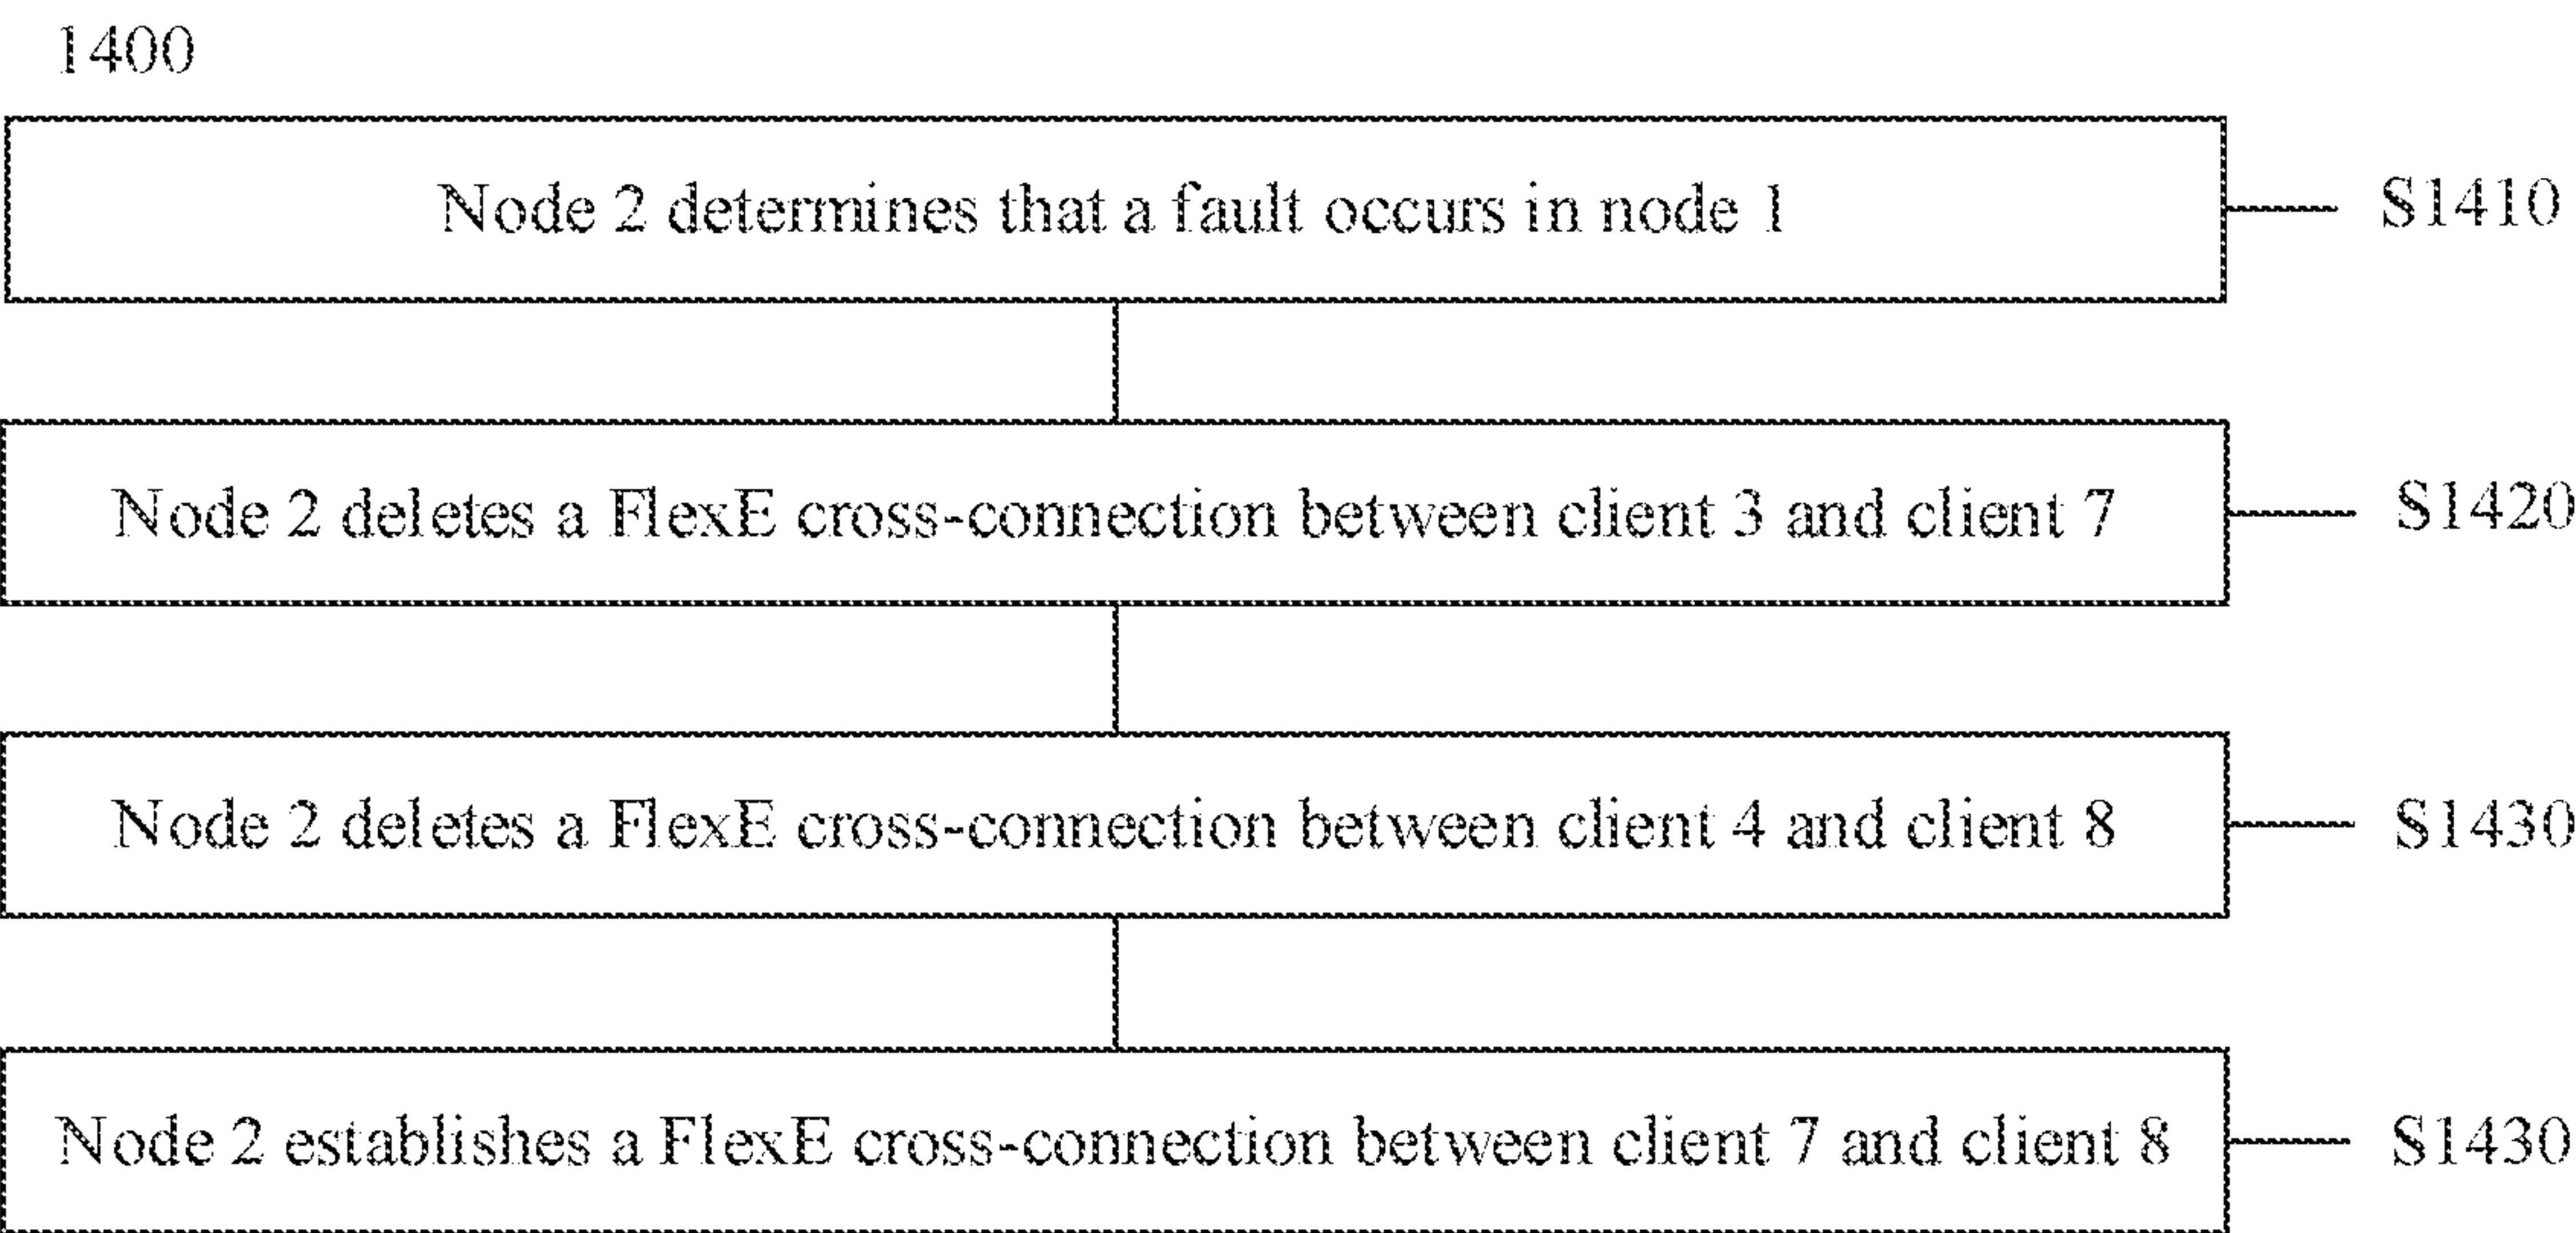 1400
Node 2 determines that a fault occurs in node 1
S1410
Node 2 deletes a FlexE cross-connection between client 3 and client 7
S1420
Node 2 deletes a FlexE cross-connection between client 4 and client 8
S1430
Node 2 establishes a FlexE cross-connection between client 7 and client 8
S1430